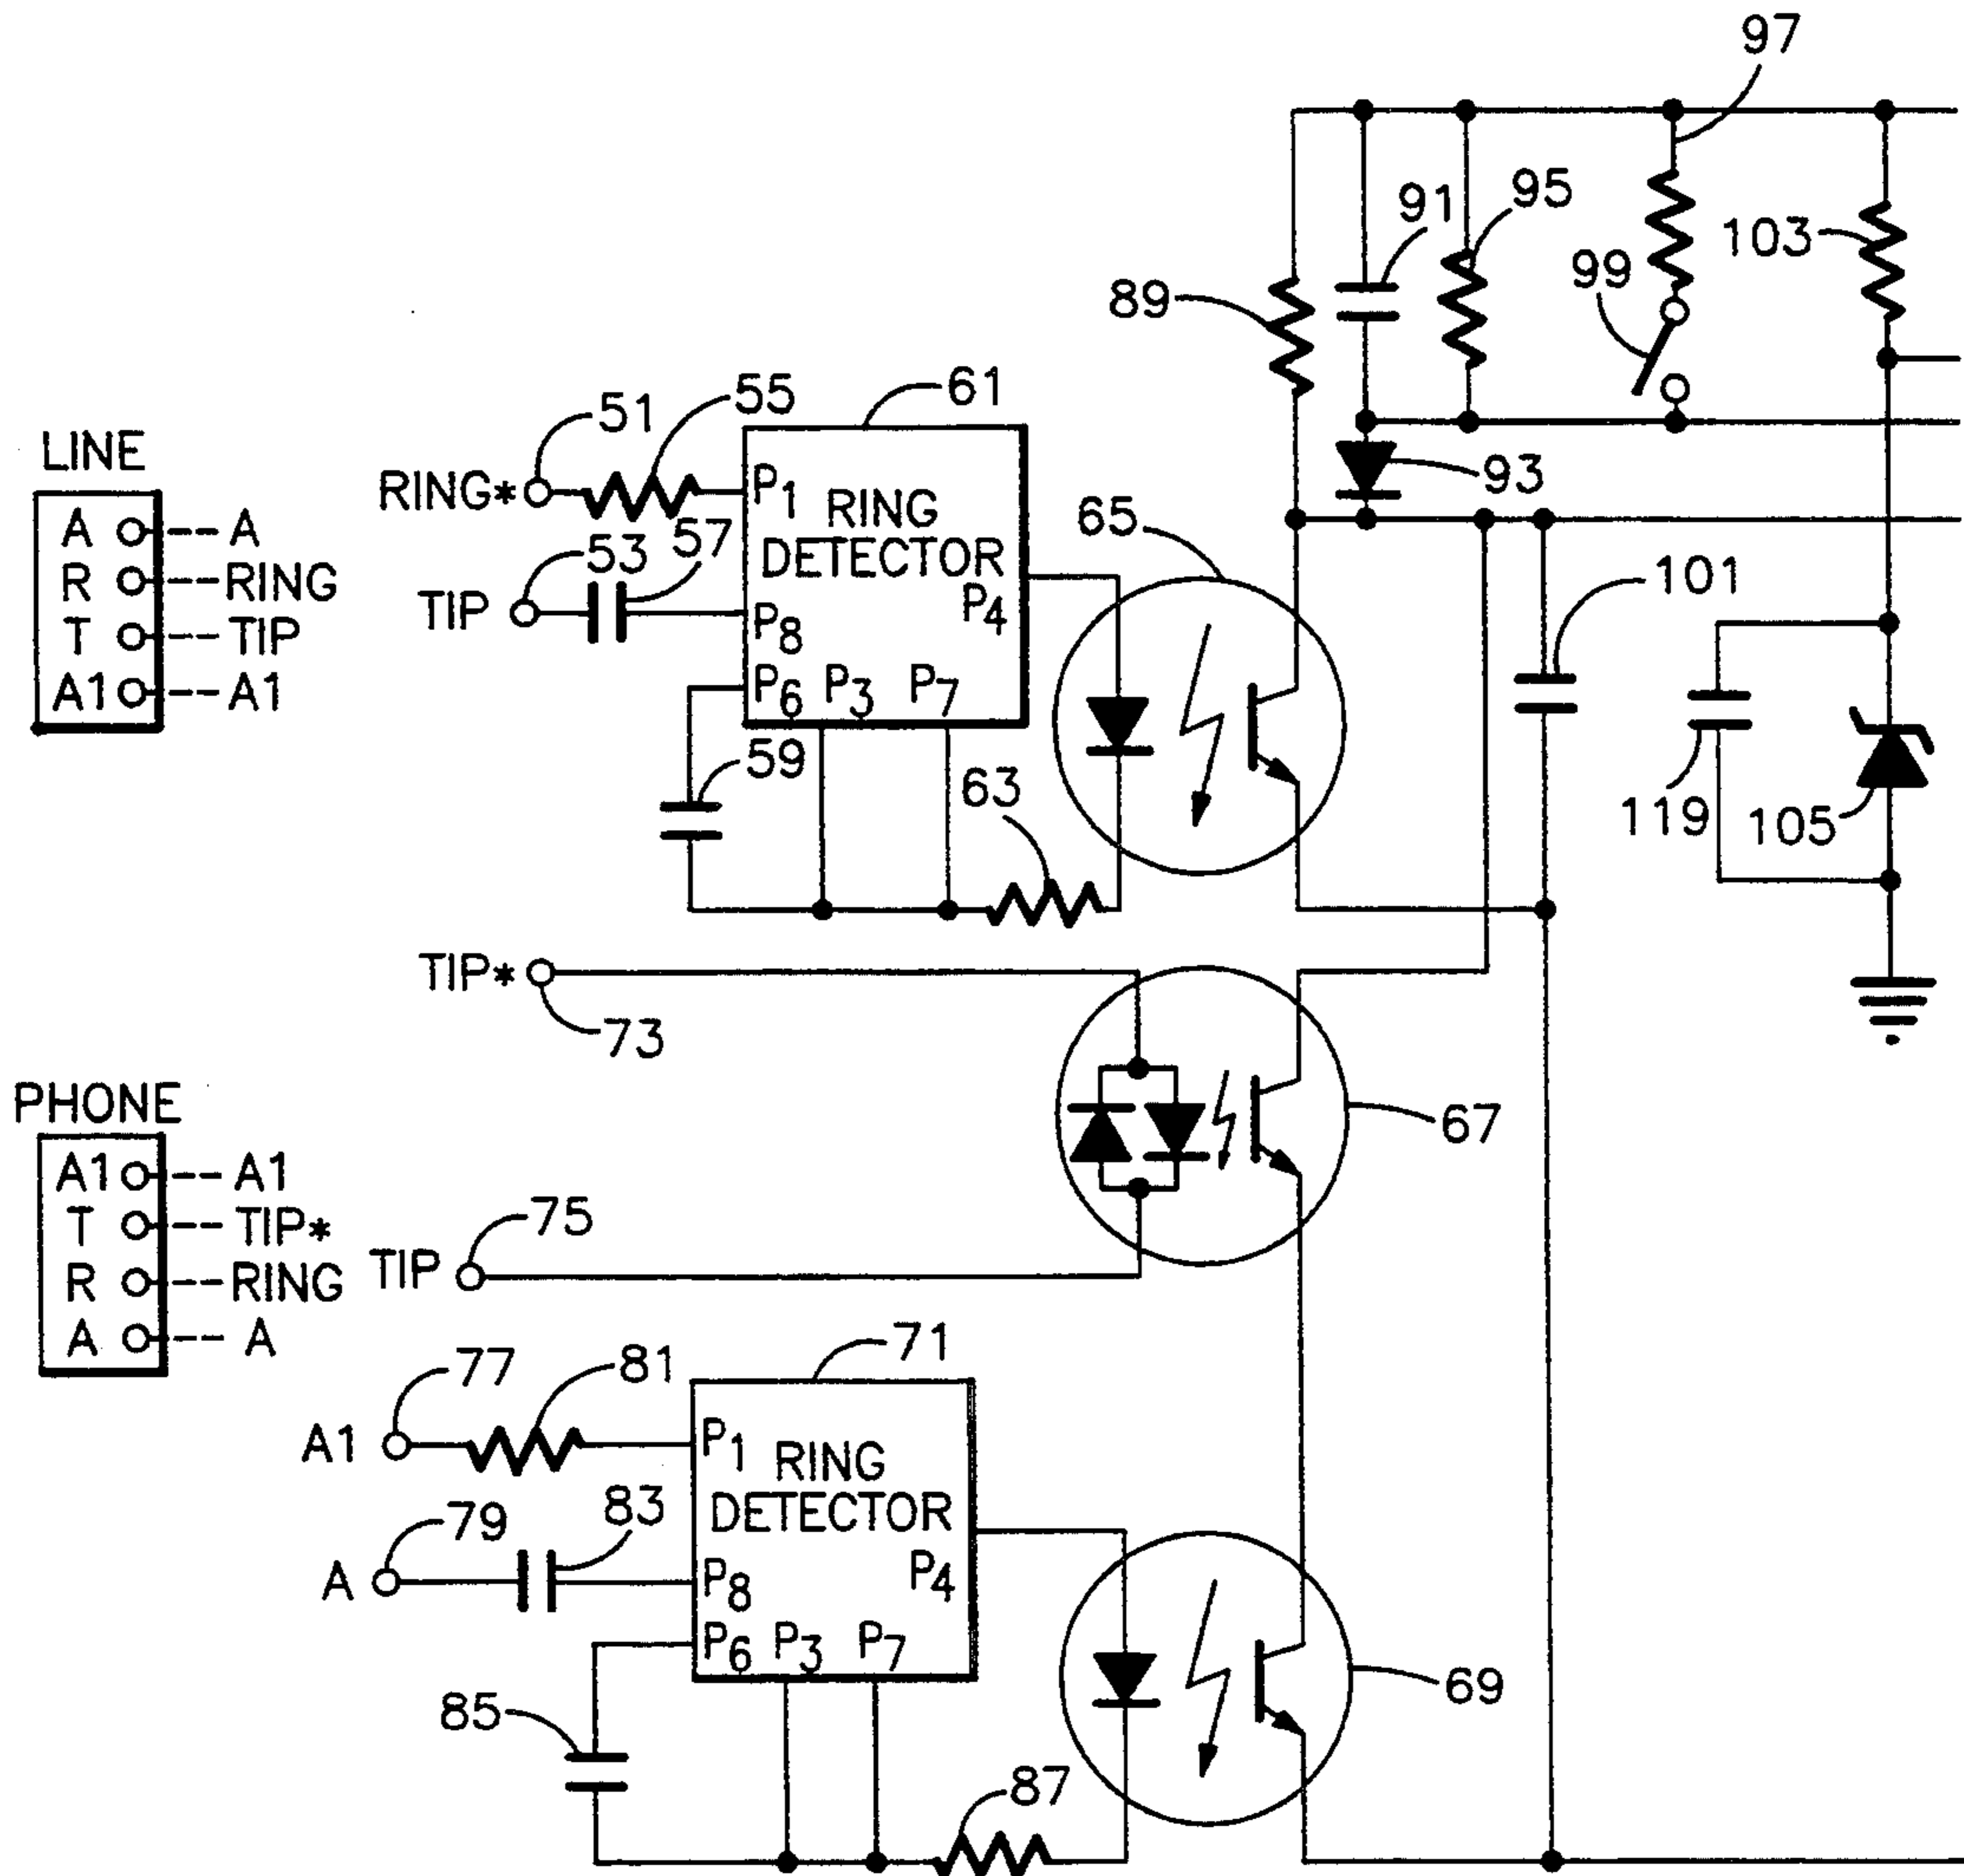 97
91
95
103
89
99
51
55
61
LINE
RING*
P1
RING
DETECTOR
P4
93
A A
R RING
T TIP
A1 A1
53
57
65
TIP
P8
P6 P3 P7
101
59
63
119
105
TIP*
73
67
PHONE
A1 A1
T TIP*
R RING
A A
75
TIP
77
81
71
A1
P1
RING
DETECTOR
P4
79
83
A
P8
P6 P3 P7
69
85
87